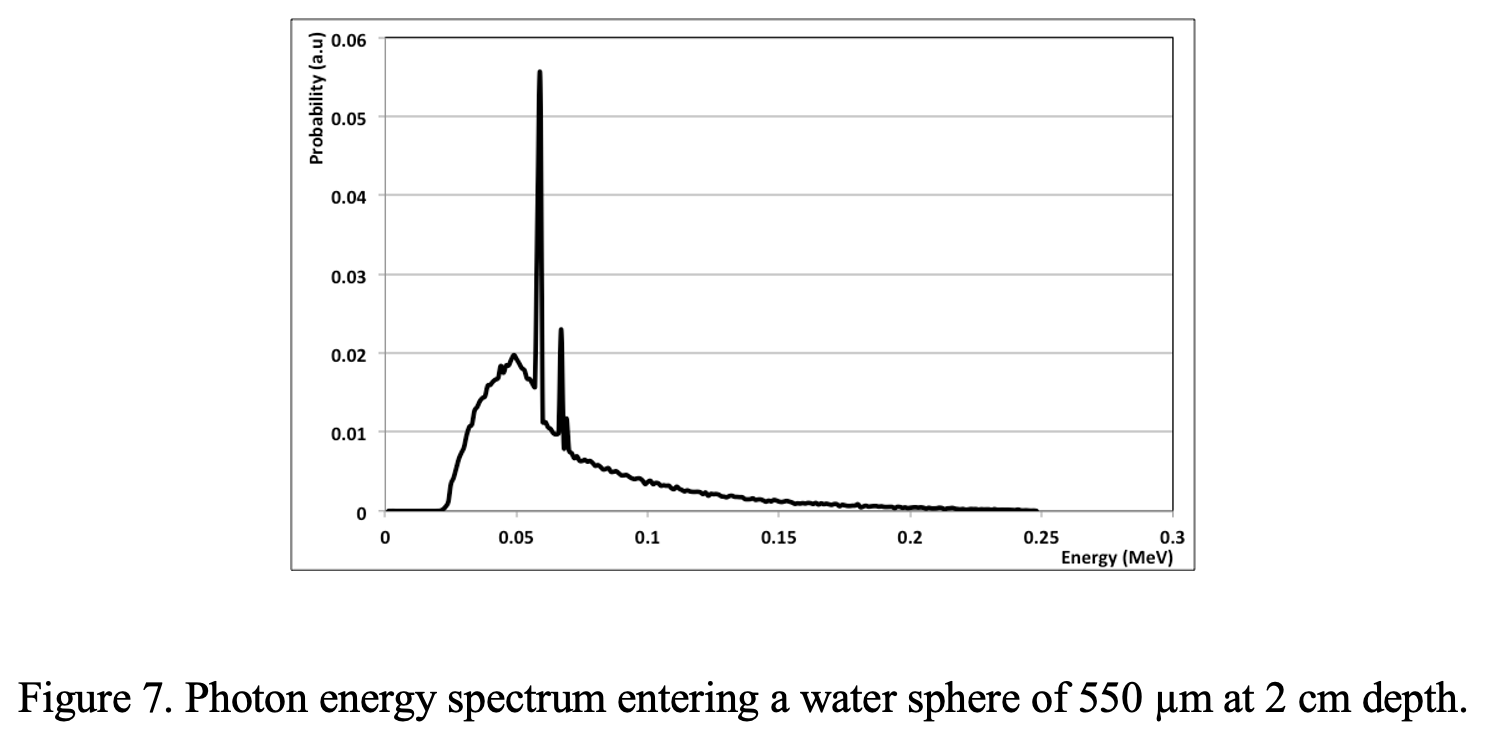 Probability (a.u)
0.06
0.05
0.04
0.03
0.02
0.01
0
0 0.05 0.1 0.15 0.2 0.25 0.3
Energy (MeV)
Figure 7. Photon energy spectrum entering a water sphere of 550 μm at 2 cm depth.